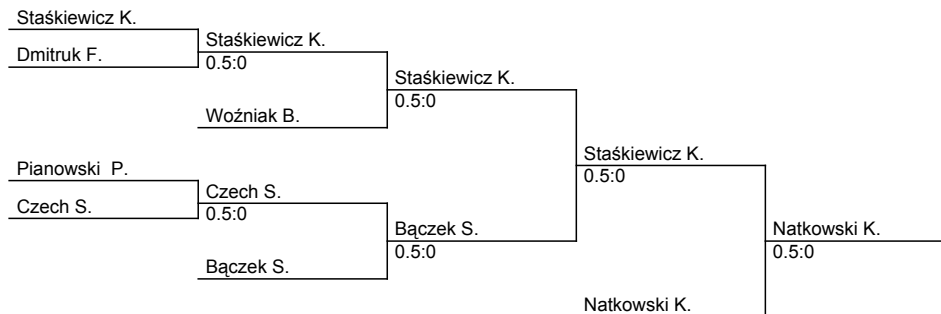 Staśkiewicz K.
Dmitruk F.
Staśkiewicz K.
0.5:0
Woźniak B.
Staśkiewicz K.
0.5:0
Pianowski P.
Czech S.
Czech S.
0.5:0
Bączek S.
Bączek S.
0.5:0
Staśkiewicz K.
0.5:0
Natkowski K.
Natkowski K.
0.5:0